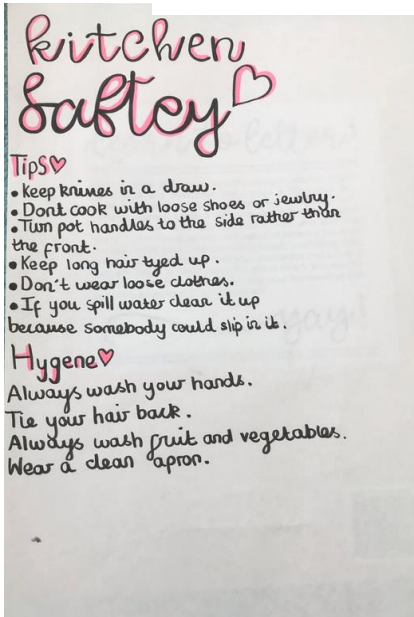 kitchen
Saftey
Tips
• Keep knives in a draw.
• Dont cook with loose shoes or jewlry.
• Turn pot handles to the side rather than
the front.
• Keep long hair tyed up.
• Don't wear loose clothes.
• If you spill water clean it up
because somebody could slip in it.
Hygene
Always wash your hands.
Tie your hair back.
Always wash fruit and vegetables.
Wear a clean apron.